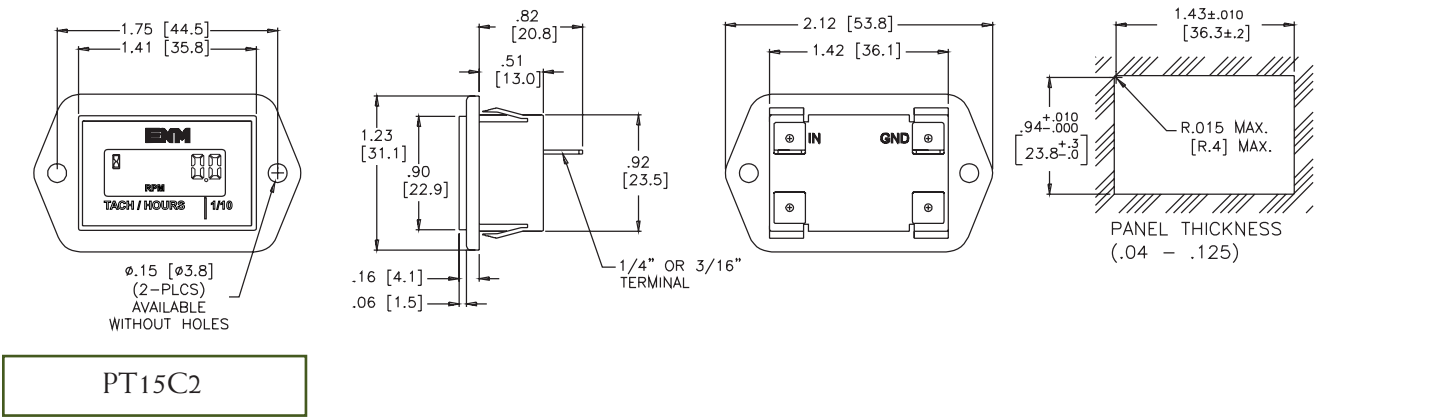 1.75 [44.5]
1.41 [35.8]
ENM
0.0
RPM
TACH / HOURS 1/10
ø.15 [ø3.8]
(2-PLCS)
AVAILABLE
WITHOUT HOLES
.82
[20.8]
.51
[13.0]
1.23
[31.1]
.90
[22.9]
.92
[23.5]
.16 [4.1]
.06 [1.5]
1/4” OR 3/16”
TERMINAL
2.12 [53.8]
1.42 [36.1]
IN GND
1.43±.010
[36.3±.2]
.94+.010-.000
[23.8+.3-.0]
R.015 MAX.
[R.4] MAX.
PANEL THICKNESS
(.04 – .125)
PT15C2